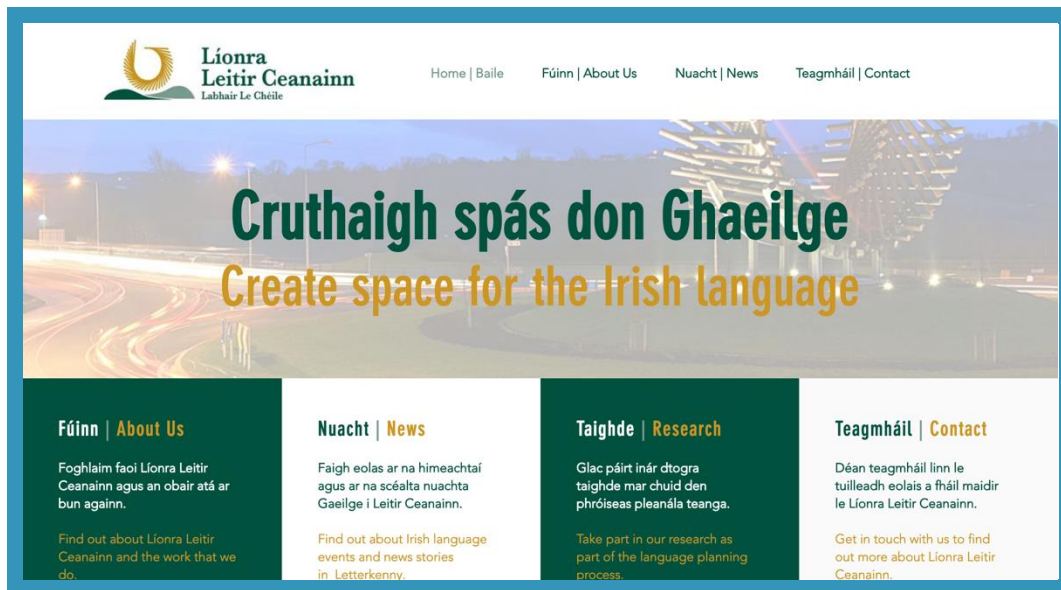 Líonra
Leitir Ceanainn
Labhair Le Chéile
Home | Baile
Fúinn | About Us
Nuacht | News
Teagmháil | Contact
Cruthaigh spás don Ghaeilge
Create space for the Irish language
Fúinn | About Us
Foghlaim faoi Líonra Leitir
Ceanainn agus an obair atá ar
bun againn.
Find out about Líonra Leitir
Ceanainn and the work that we
do.
Nuacht | News
Faigh eolas ar na himeachtaí
agus ar na scéalta nuachta
Gaeilge i Leitir Ceanainn.
Find out about Irish language
events and news stories
in Letterkenny.
Taighde | Research
Glac páirt inár dtogra
taighde mar chuid den
phróiseas pleanála teanga.
Take part in our research as
part of the language planning
process.
Teagmháil | Contact
Déan teagmháil linn le
tuilleadh eolais a fháil maidir
le Líonra Leitir Ceanainn.
Get in touch with us to find
out more about Líonra Leitir
Ceanainn.